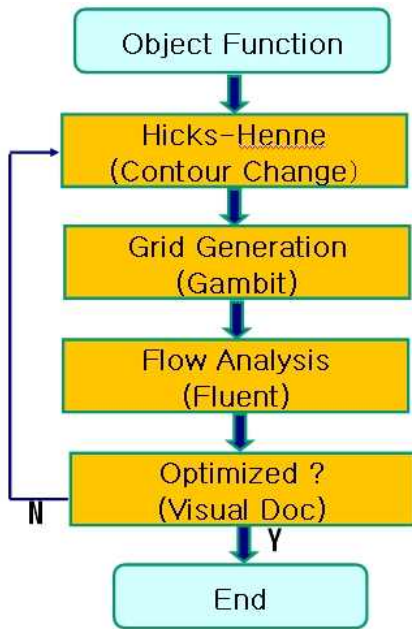 Object Function
Hicks-Henne
(Contour Change)
Grid Generation
(Gambit)
Flow Analysis
(Fluent)
Optimized ?
(Visual Doc)
N
Y
End